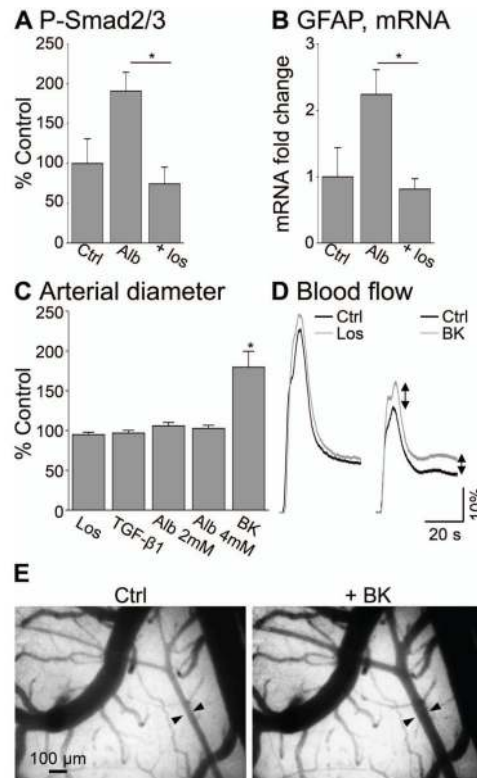 A P-Smad2/3
250
200
150
100
50
0
% Control
*
Ctrl
Alb
+ los
B GFAP, mRNA
3
2
1
0
mRNA fold change
*
Ctrl
Alb
+ los
C Arterial diameter
250
200
150
100
50
0
% Control
*
Los
TGF-β1
Alb 2mM
Alb 4mM
BK
D Blood flow
Ctrl
Los
Ctrl
BK
10%
20 s
E
Ctrl
+ BK
100 µm